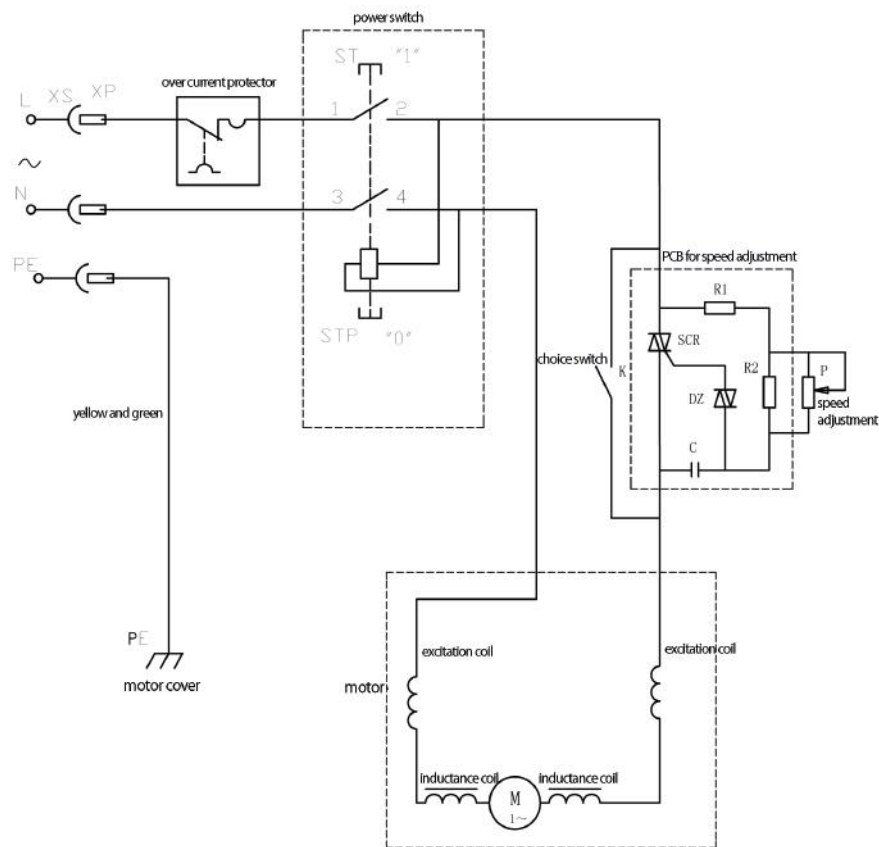 power switch
ST "1"
over current protector
L XS XP
1 2
N
3 4
PE
STP "0"
PCB for speed adjustment
R1
SCR
choice switch
K
R2
P
DZ
speed
adjustment
yellow and green
C
PE
motor cover
excitation coil
excitation coil
motor
inductance coil
inductance coil
M
1~